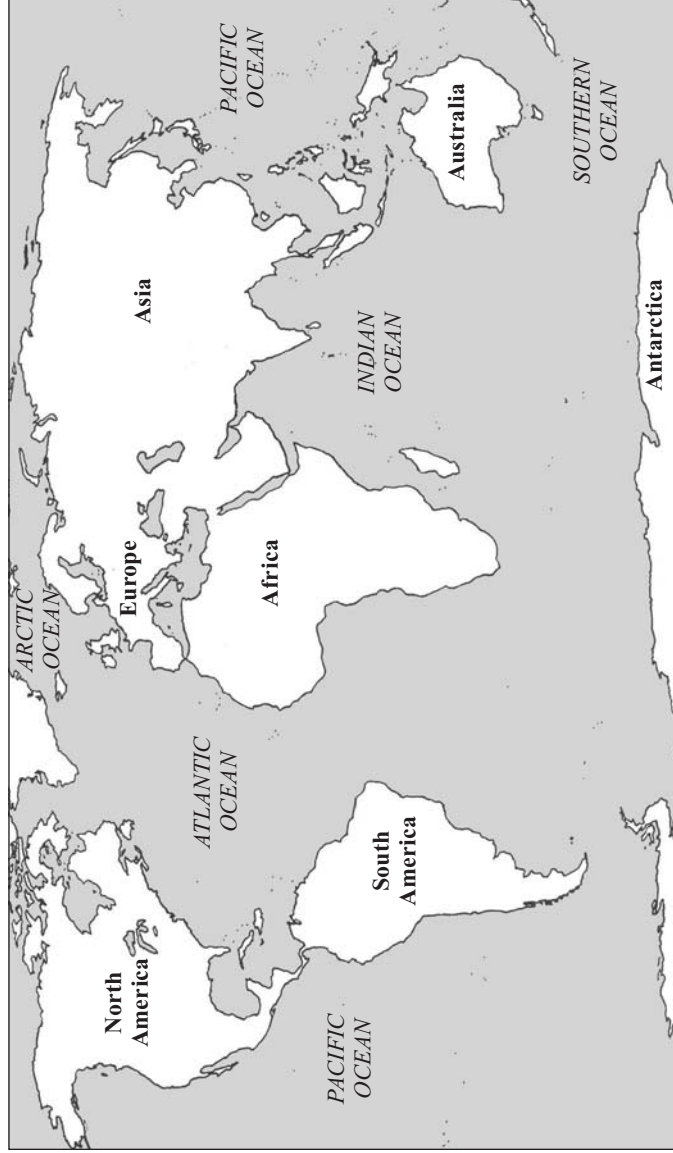 ARCTIC
OCEAN
North
America
Europe
Asia
PACIFIC
OCEAN
ATLANTIC
OCEAN
Africa
PACIFIC
OCEAN
South
America
INDIAN
OCEAN
Australia
SOUTHERN
OCEAN
Antarctica